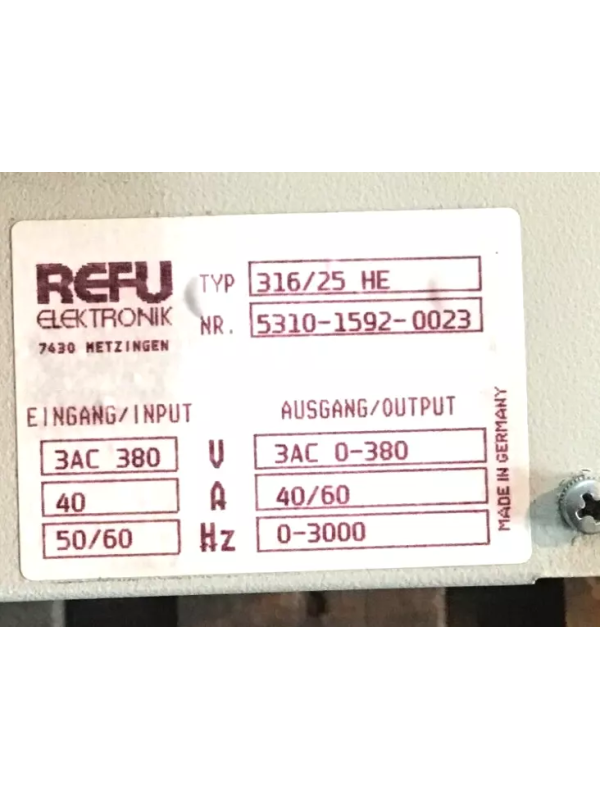 REFU
ELEKTRONIK
7430 METZINGEN
TYP 316/25 HE
NR. 5310-1592-0023
EINGANG/INPUT AUSGANG/OUTPUT
3AC 380 V 3AC 0-380
40 A 40/60
50/60 Hz 0-3000
MADE IN GERMANY